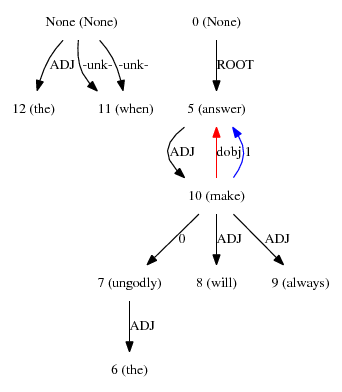 None (None) 0 (None)
ADJ -unk- -unk- ROOT
12 (the) 11 (when) 5 (answer)
ADJ dobj 1
10 (make)
0 ADJ ADJ
7 (ungodly) 8 (will) 9 (always)
ADJ
6 (the)